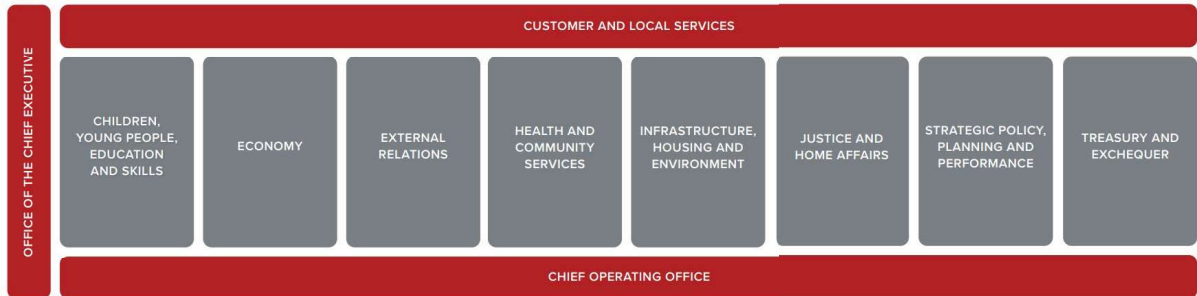 OFFICE OF THE CHIEF EXECUTIVE
CUSTOMER AND LOCAL SERVICES
CHILDREN,
YOUNG PEOPLE,
EDUCATION
AND SKILLS
ECONOMY
EXTERNAL
RELATIONS
HEALTH AND
COMMUNITY
SERVICES
INFRASTRUCTURE,
HOUSING AND
ENVIRONMENT
JUSTICE AND
HOME AFFAIRS
STRATEGIC POLICY,
PLANNING AND
PERFORMANCE
TREASURY AND
EXCHEQUER
CHIEF OPERATING OFFICE